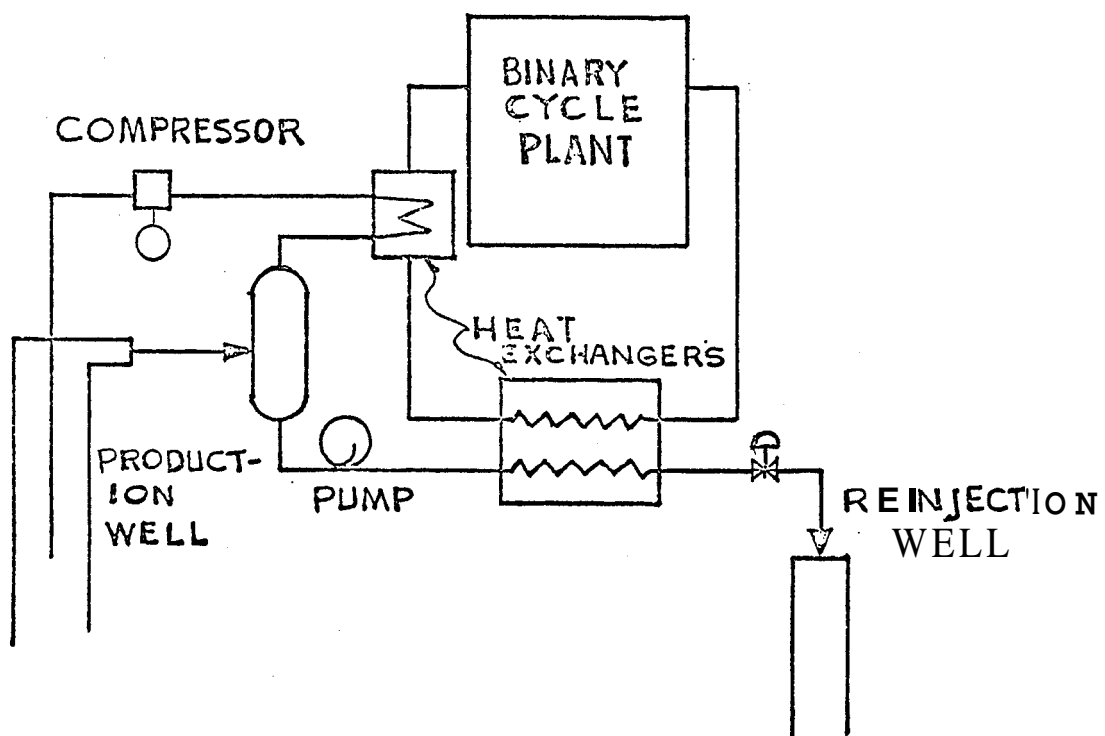 BINARY
CYCLE
PLANT
COMPRESSOR
HEAT
EXCHANGERS
PRODUCT-
ION
WELL
PUMP
REINJECTION
WELL